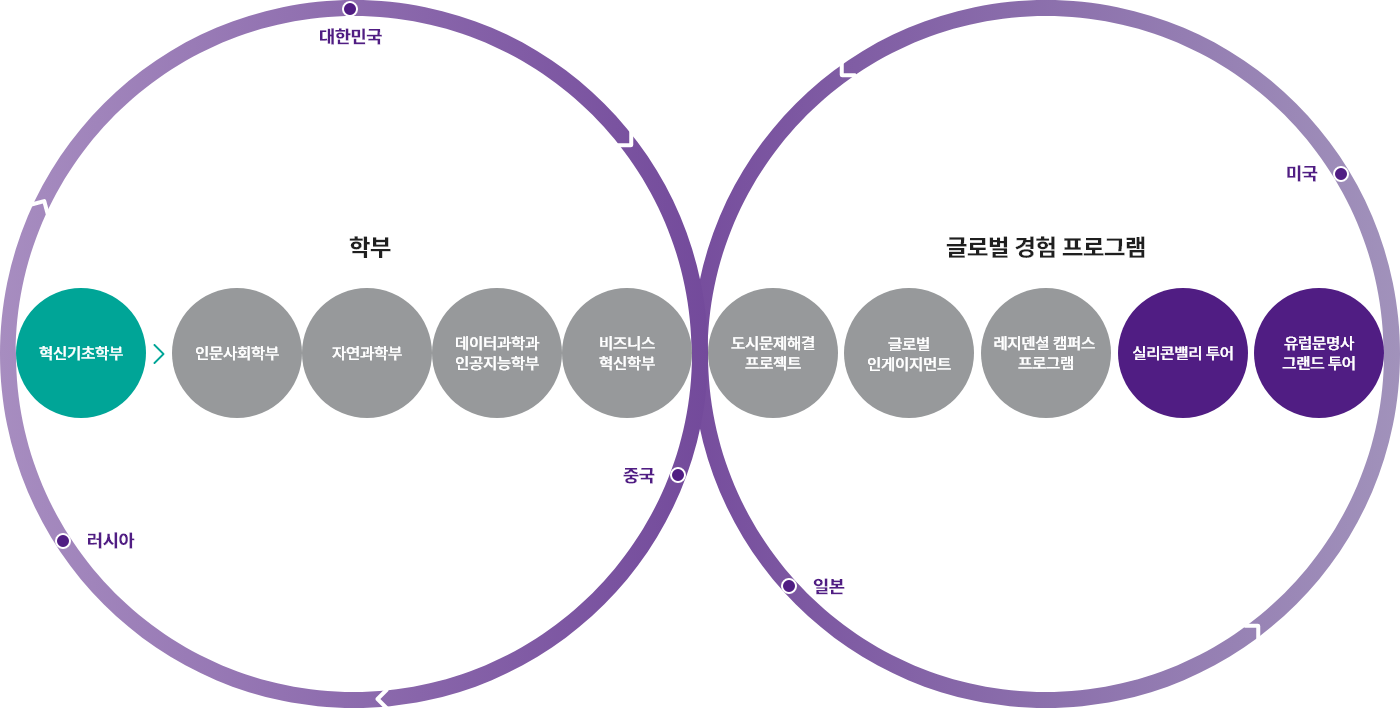 대한민국
미국
학부
글로벌 경험 프로그램
혁신기초학부
인문사회학부
자연과학부
데이터과학과
인공지능학부
비즈니스
혁신학부
도시문제해결
프로젝트
글로벌
인게이지먼트
레지덴셜 캠퍼스
프로그램
실리콘밸리 투어
유럽문명사
그랜드 투어
중국
러시아
일본